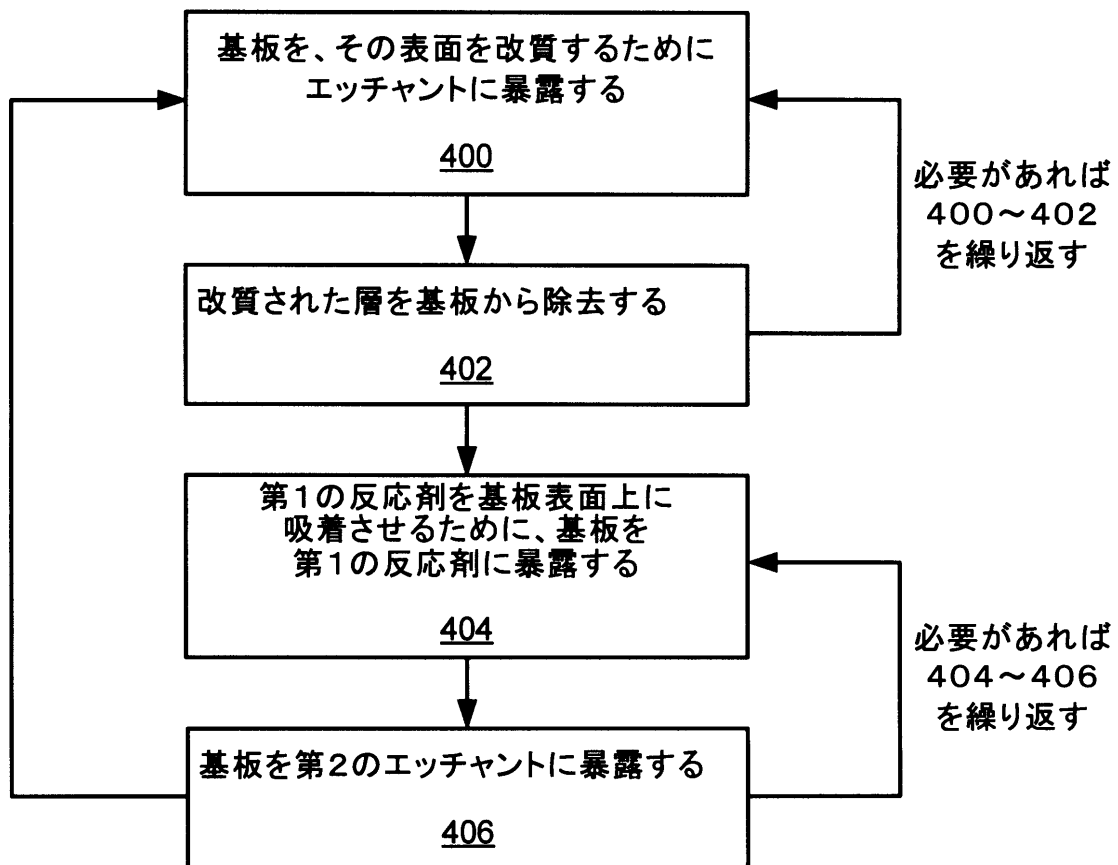 基板を、その表面を改質するために
エッチャントに暴露する
400
必要があれば
400~402
を繰り返す
改質された層を基板から除去する
402
第1の反応剤を基板表面上に
吸着させるために、基板を
第1の反応剤に暴露する
404
必要があれば
404~406
を繰り返す
基板を第2のエッチャントに暴露する
406